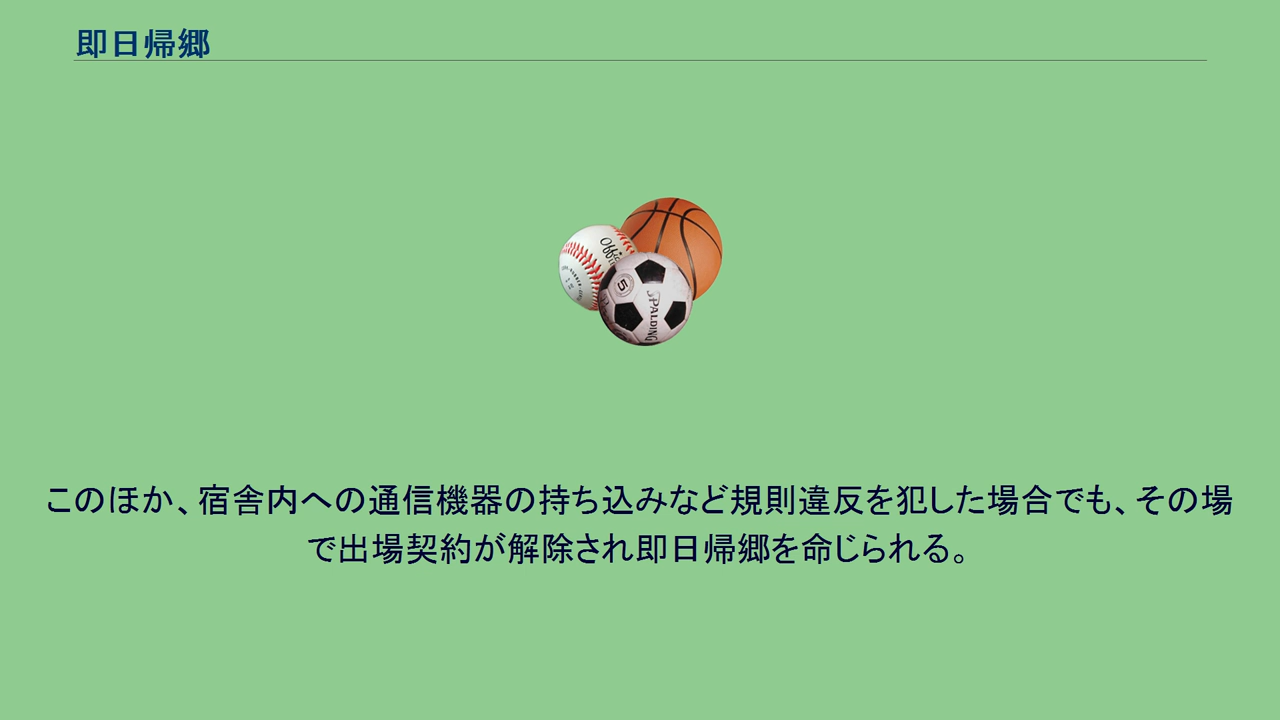 即日帰郷
Offici
5
SPALDING
このほか、宿舎内への通信機器の持ち込みなど規則違反を犯した場合でも、その場
で出場契約が解除され即日帰郷を命じられる。